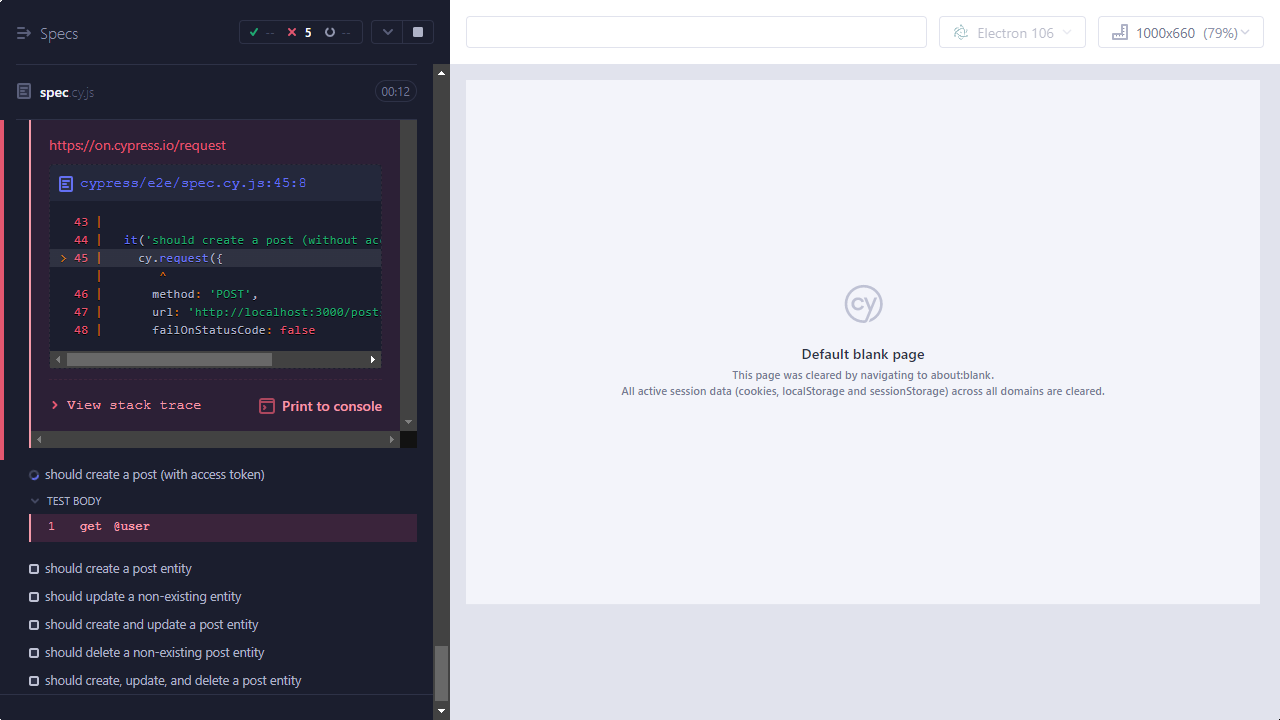 Specs
-- 5 --
Electron 106
1000x660 (79%)
spec.cy.js 00:12
https://on.cypress.io/request
cypress/e2e/spec.cy.js:45:8
43 |
44 | it('should create a post (without acc
> 45 | cy.request({
| ^
46 | method: 'POST',
47 | url: 'http://localhost:3000/post
48 | failOnStatusCode: false
> View stack trace
Print to console
should create a post (with access token)
TEST BODY
1 get @user
should create a post entity
should update a non-existing entity
should create and update a post entity
should delete a non-existing post entity
should create, update, and delete a post entity
cy
Default blank page
This page was cleared by navigating to about:blank.
All active session data (cookies, localStorage and sessionStorage) across all domains are cleared.